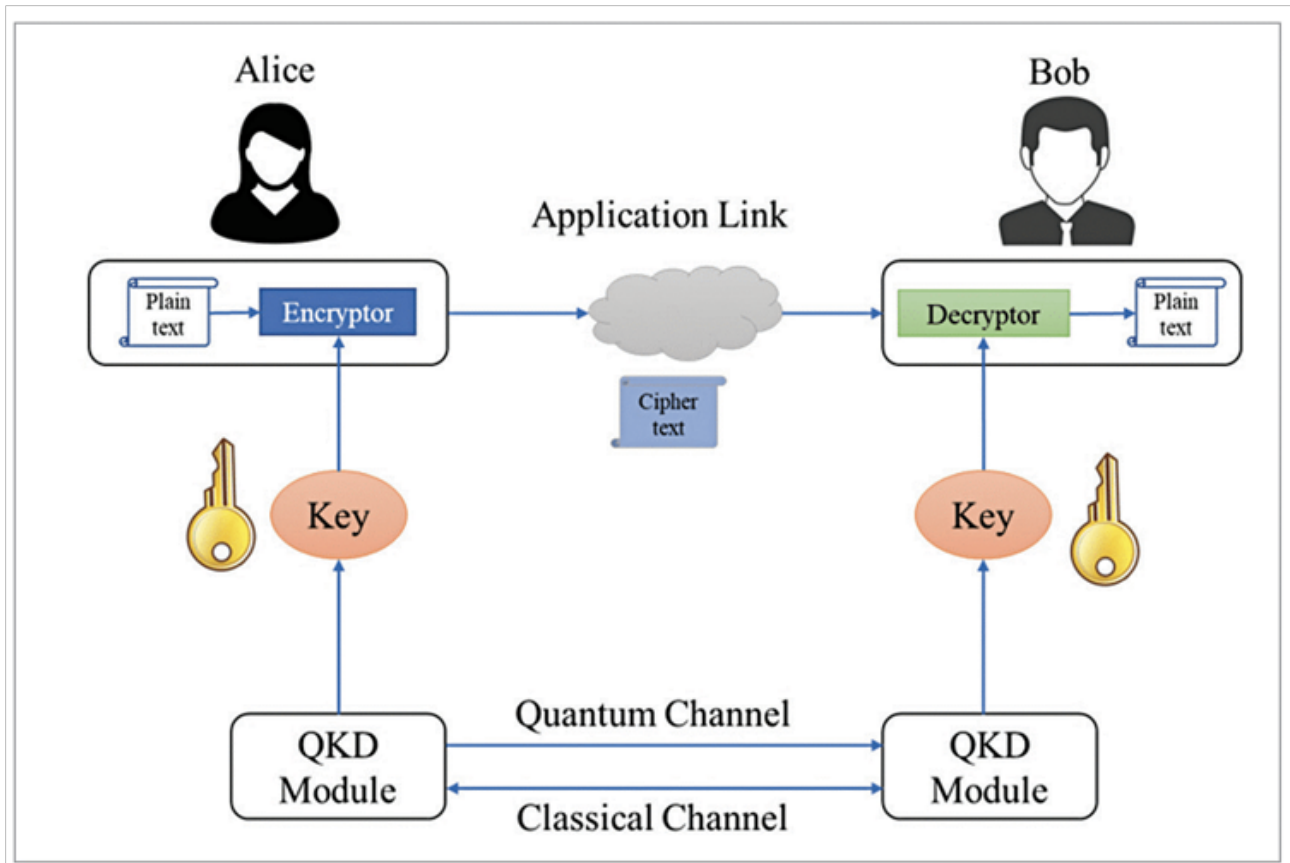 Alice
Bob
Application Link
Plain
text
Encryptor
Decryptor
Plain
text
Cipher
text
Key
Key
Quantum Channel
QKD
Module
QKD
Module
Classical Channel